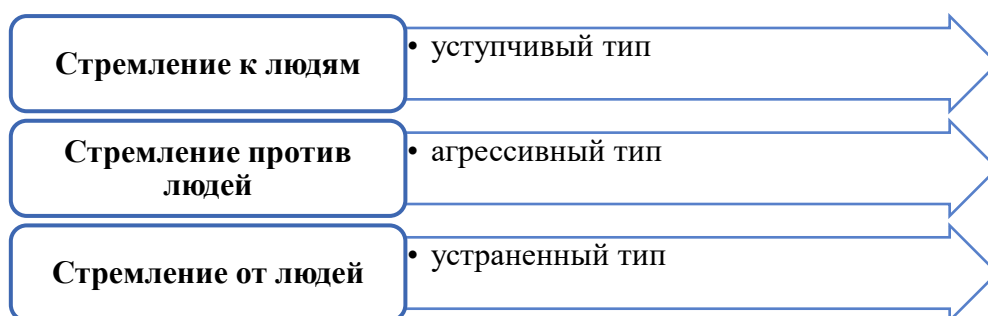 Стремление к людям
• уступчивый тип
Стремление против
людей
• агрессивный тип
Стремление от людей
• устраненный тип